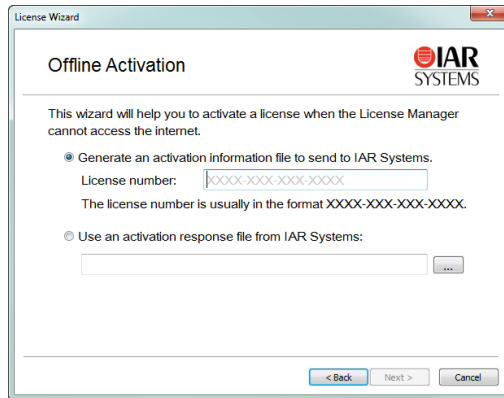 License Wizard
x
Offline Activation
IAR
SYSTEMS
This wizard will help you to activate a license when the License Manager
cannot access the internet.
Generate an activation information file to send to IAR Systems.
License number: XXXX-XXX-XXX-XXXX
The license number is usually in the format XXXX-XXX-XXX-XXXX.
Use an activation response file from IAR Systems:
...
< Back Next > Cancel